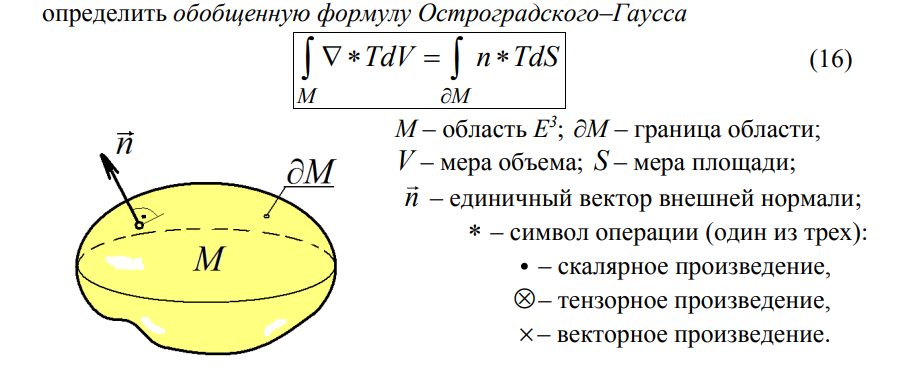 определить обобщенную формулу Остроградского–Гаусса
∫_M ∇ * TdV = ∫_∂M n * TdS (16)
M – область E³; ∂M – граница области;
V – мера объема; S – мера площади;
n⃗ – единичный вектор внешней нормали;
* – символ операции (один из трех):
• – скалярное произведение,
⊗ – тензорное произведение,
× – векторное произведение.
n⃗
∂M
M